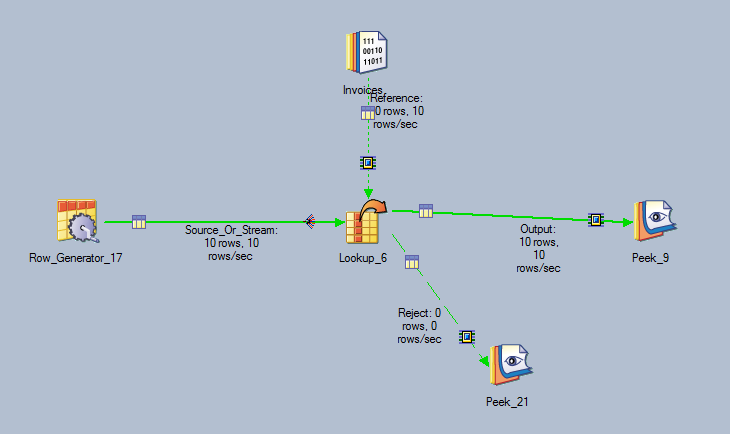 111
00110
11011
Invoices
Reference:
0 rows, 10
rows/sec
Source_Or_Stream:
10 rows, 10
rows/sec
Row_Generator_17
Lookup_6
Output:
10 rows,
10
rows/sec
Peek_9
Reject: 0
rows, 0
rows/sec
Peek_21